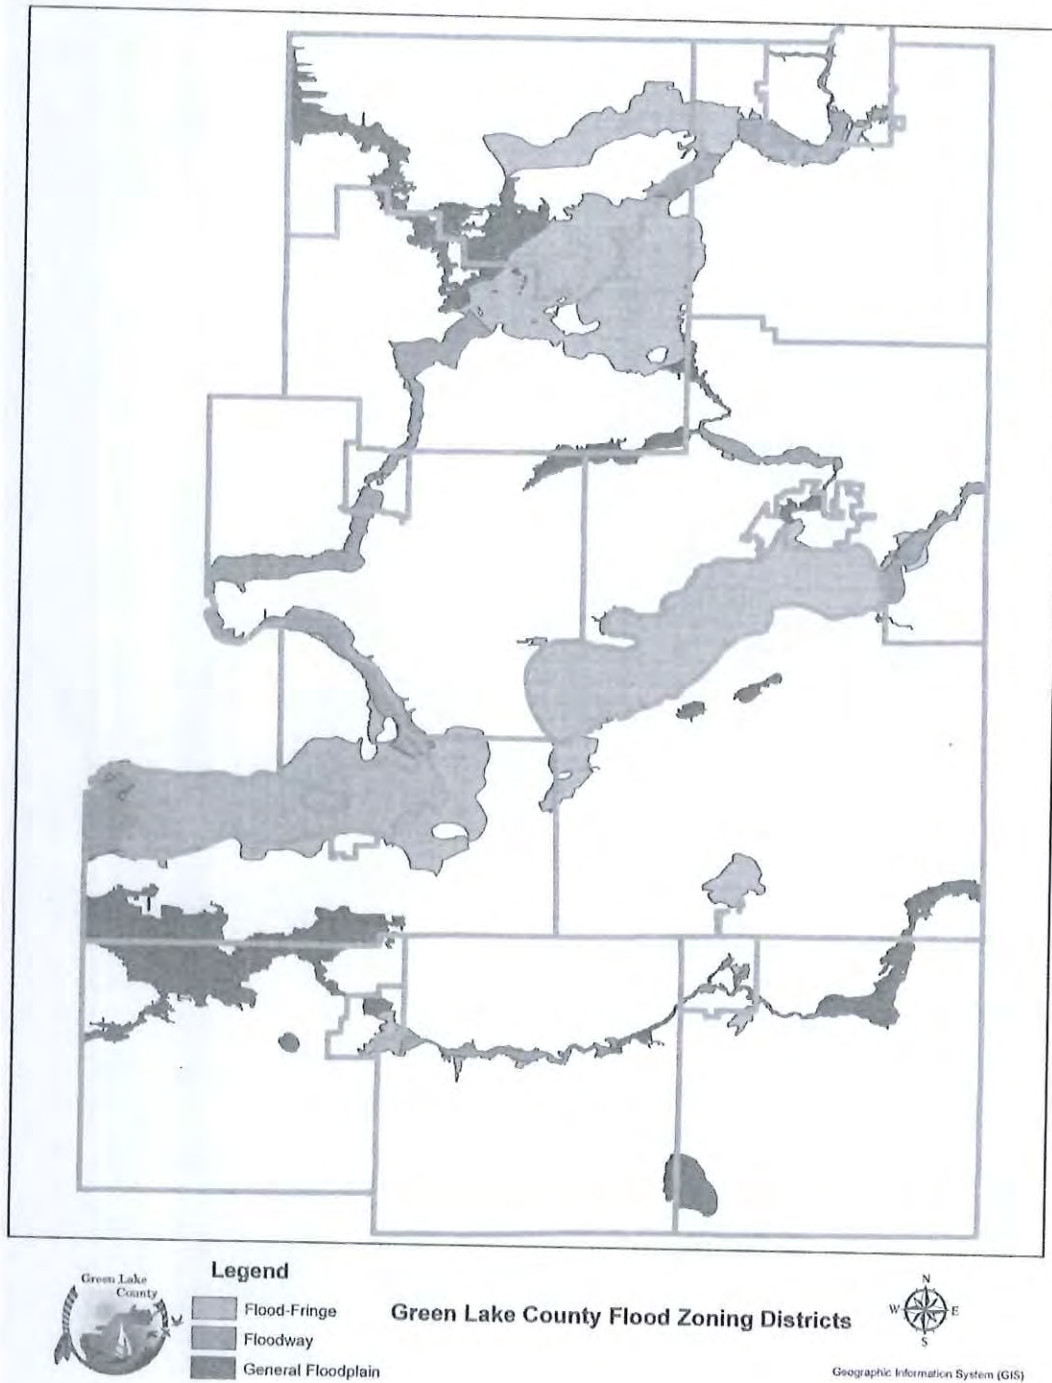 Green Lake
County
Legend
Flood-Fringe
Floodway
General Floodplain
Green Lake County Flood Zoning Districts
N
W
E
S
Geographic Information System (GIS)